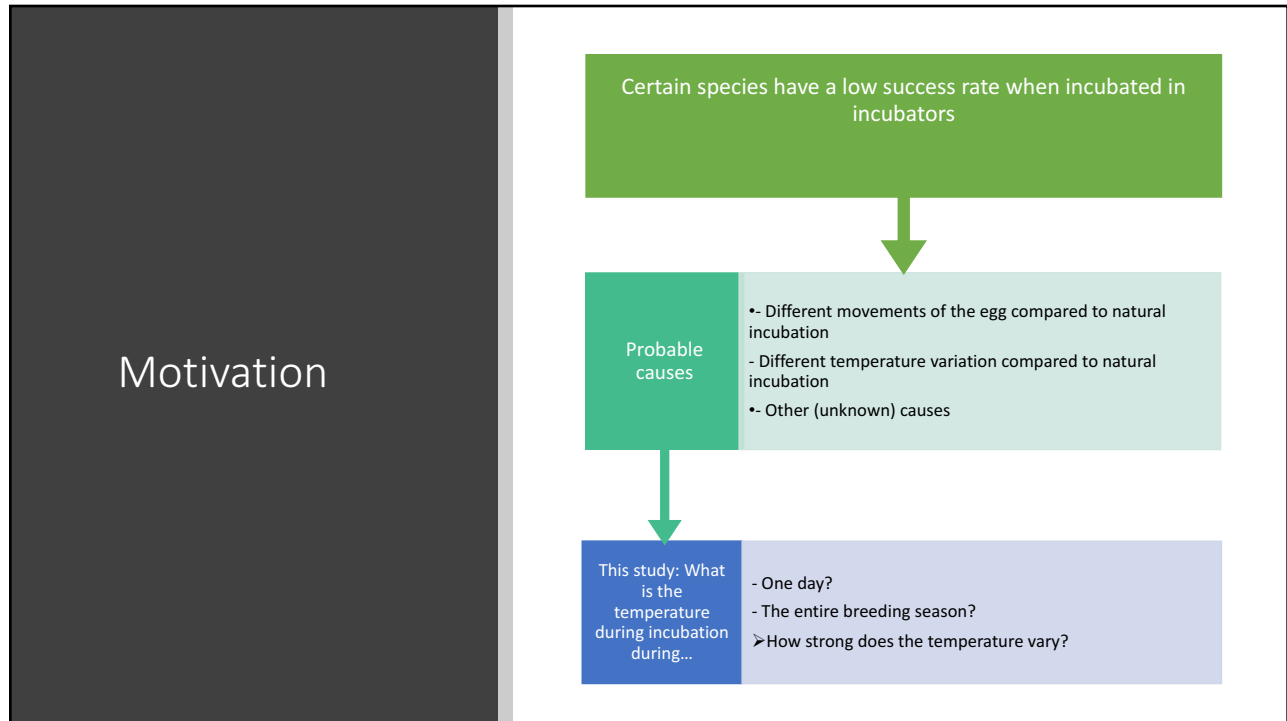 Motivation
Certain species have a low success rate when incubated in
incubators
Probable
causes
•- Different movements of the egg compared to natural
incubation
- Different temperature variation compared to natural
incubation
•- Other (unknown) causes
This study: What
is the
temperature
during incubation
during…
- One day?
- The entire breeding season?
➢How strong does the temperature vary?